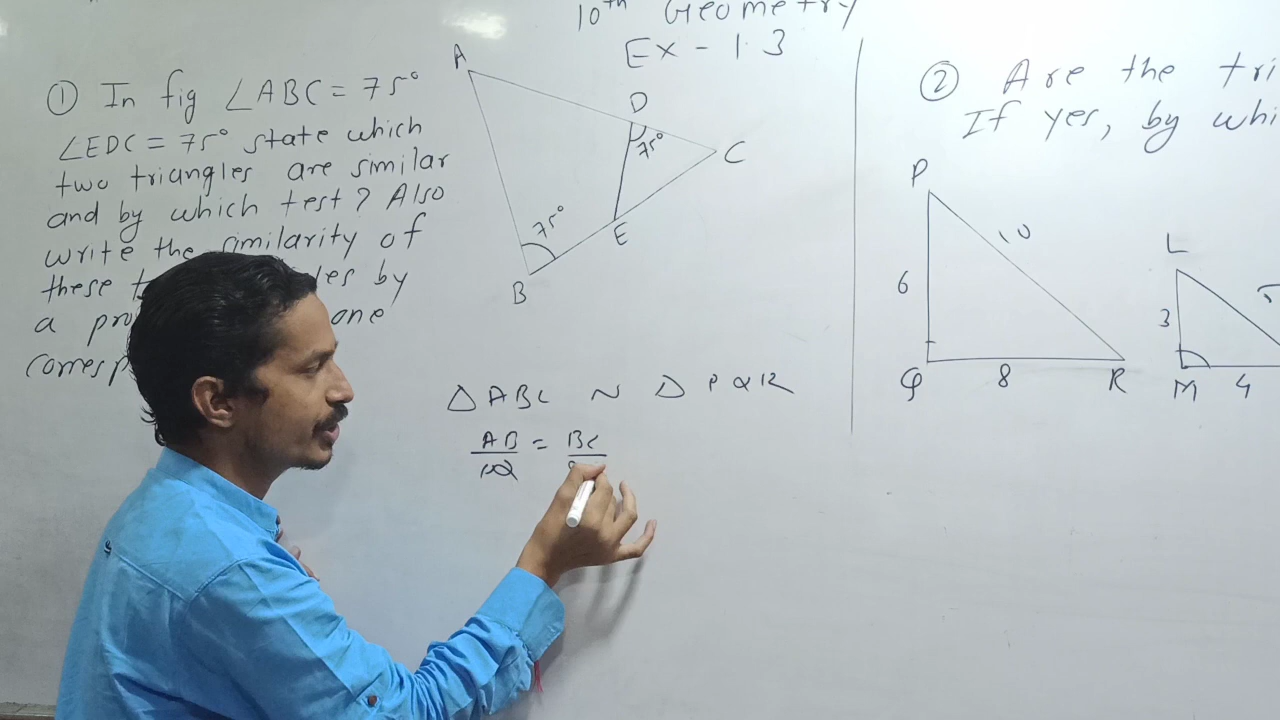 10th Geometry
Ex - 1.3
① In fig ∠ABC = 75°
∠EDC = 75° state which
two triangles are similar
and by which test? Also
write the similarity of
these by
a one
A
D
75°
C
75°
E
B
△ ABC ~ △ PQR
AB = BC
PQ
② Are the
If yes, by
P
10
6
Q
8
R
L
3
M
4